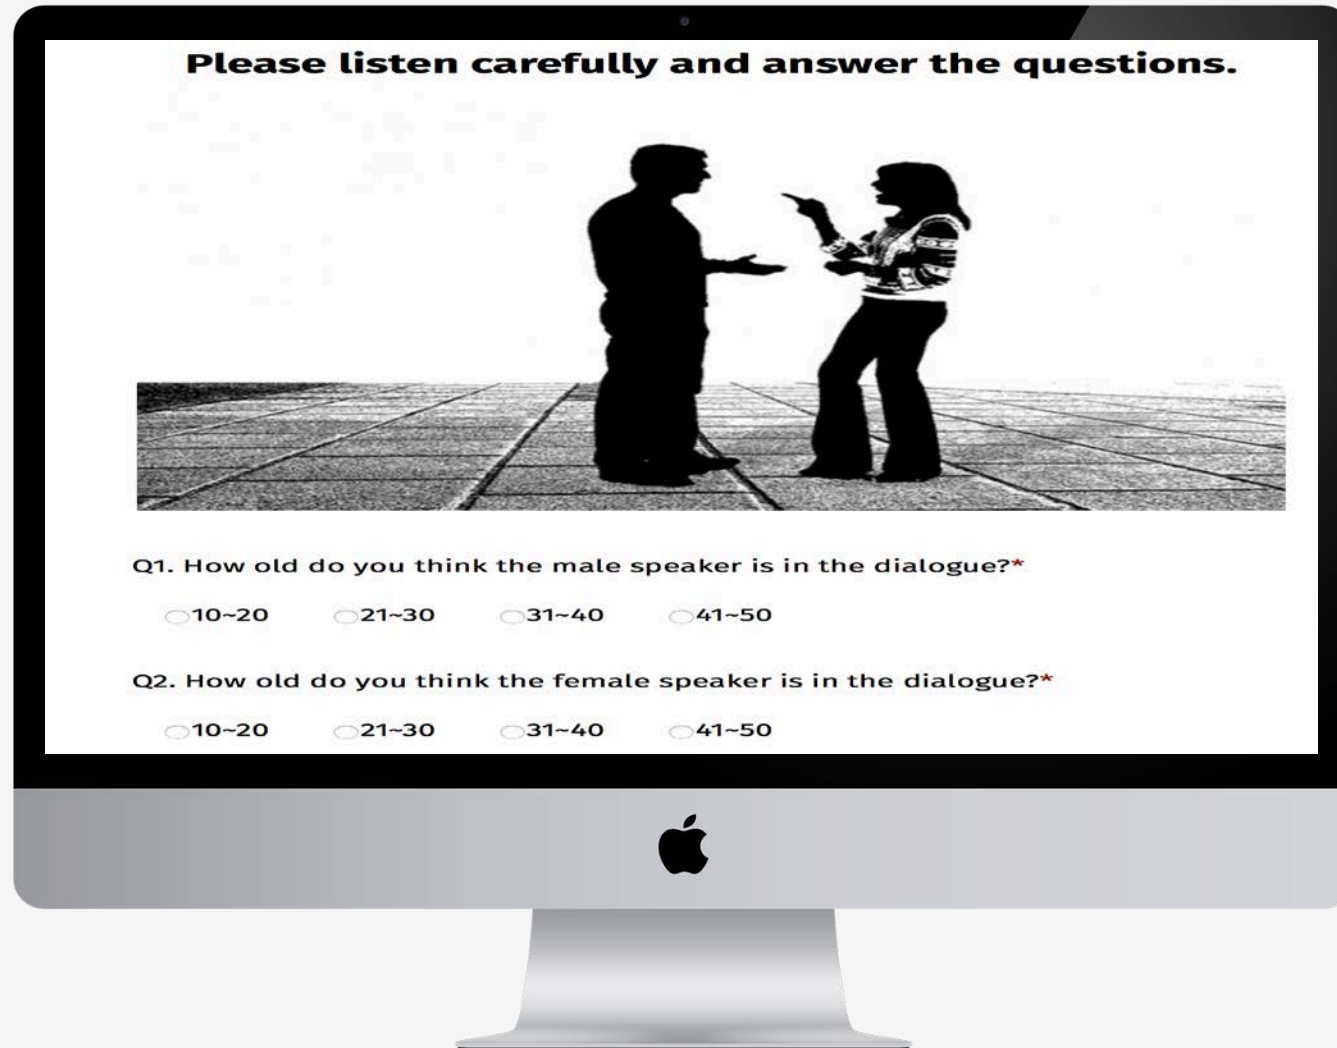 Please listen carefully and answer the questions.
Q1. How old do you think the male speaker is in the dialogue?*
10~20 21~30 31~40 41~50
Q2. How old do you think the female speaker is in the dialogue?*
10~20 21~30 31~40 41~50